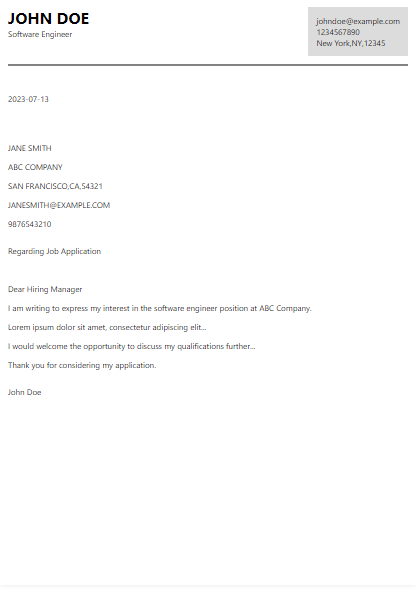 JOHN DOE
Software Engineer
johndoe@example.com
1234567890
New York,NY,12345
2023-07-13
JANE SMITH
ABC COMPANY
SAN FRANCISCO,CA,54321
JANESMITH@EXAMPLE.COM
9876543210
Regarding Job Application
Dear Hiring Manager
I am writing to express my interest in the software engineer position at ABC Company.
Lorem ipsum dolor sit amet, consectetur adipiscing elit...
I would welcome the opportunity to discuss my qualifications further...
Thank you for considering my application.
John Doe